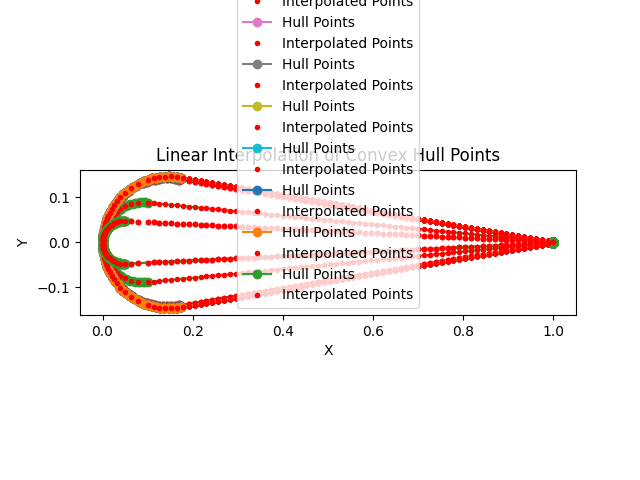 Interpolated Points
Hull Points
Interpolated Points
Hull Points
Interpolated Points
Hull Points
Interpolated Points
Hull Points
Linear Interpolation of Convex Hull Points
Interpolated Points
Hull Points
Interpolated Points
Hull Points
Interpolated Points
Hull Points
Interpolated Points
0.1
0.0
−0.1
Y
0.0 0.2 0.4 0.6 0.8 1.0
X